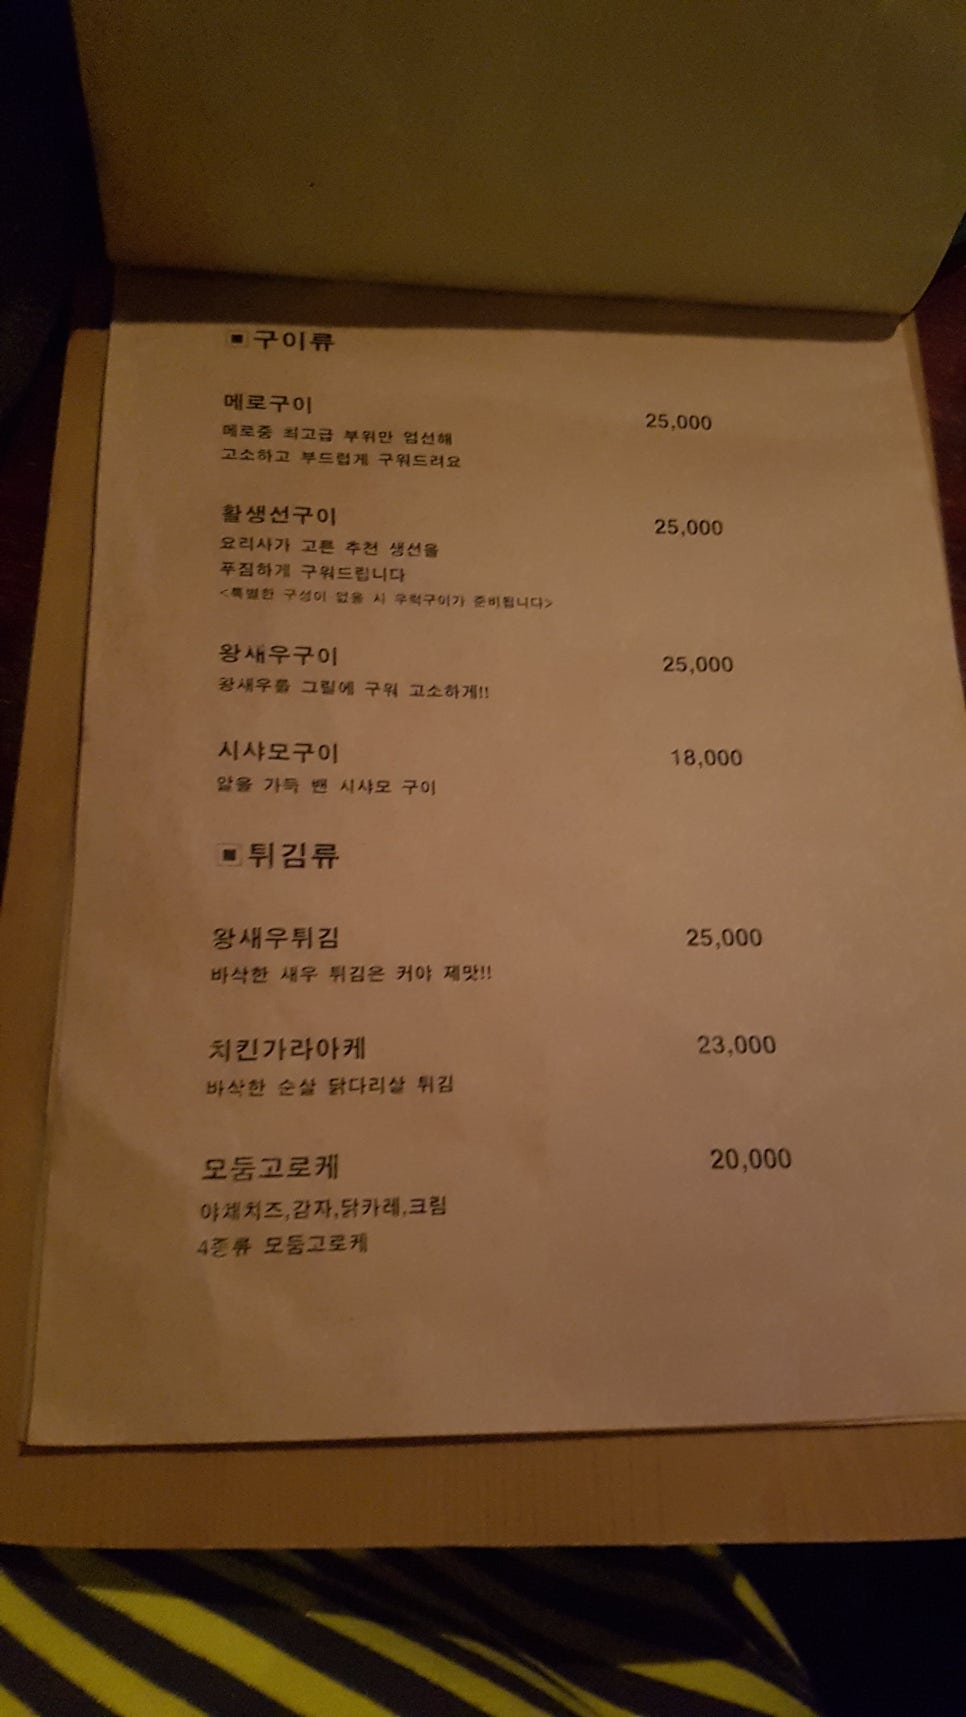 ▣구이류
메로구이
25,000
메로중 최고급 부위만 엄선해
고소하고 부드럽게 구워드려요
활생선구이
25,000
요리사가 고른 추천 생선을
푸짐하게 구워드립니다
<특별한 구성이 없을 시 우럭구이가 준비됩니다>
왕새우구이
25,000
왕새우를 그릴에 구워 고소하게!!
시샤모구이
18,000
알을 가득 밴 시샤모 구이
▣튀김류
왕새우튀김
25,000
바삭한 새우 튀김은 커야 제맛!!
치킨가라아케
23,000
바삭한 순살 닭다리살 튀김
모둠고로케
20,000
야채치즈,감자,닭카레,크림
4종류 모둠고로케